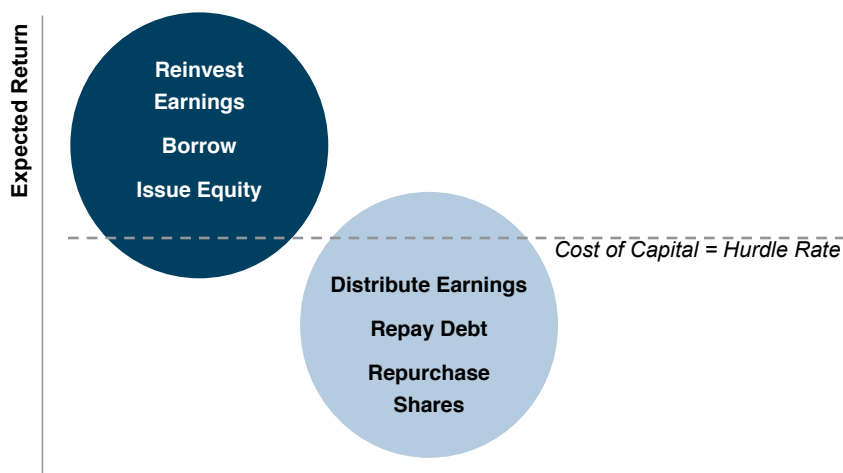 Expected Return
Reinvest
Earnings
Borrow
Issue Equity
Cost of Capital = Hurdle Rate
Distribute Earnings
Repay Debt
Repurchase
Shares